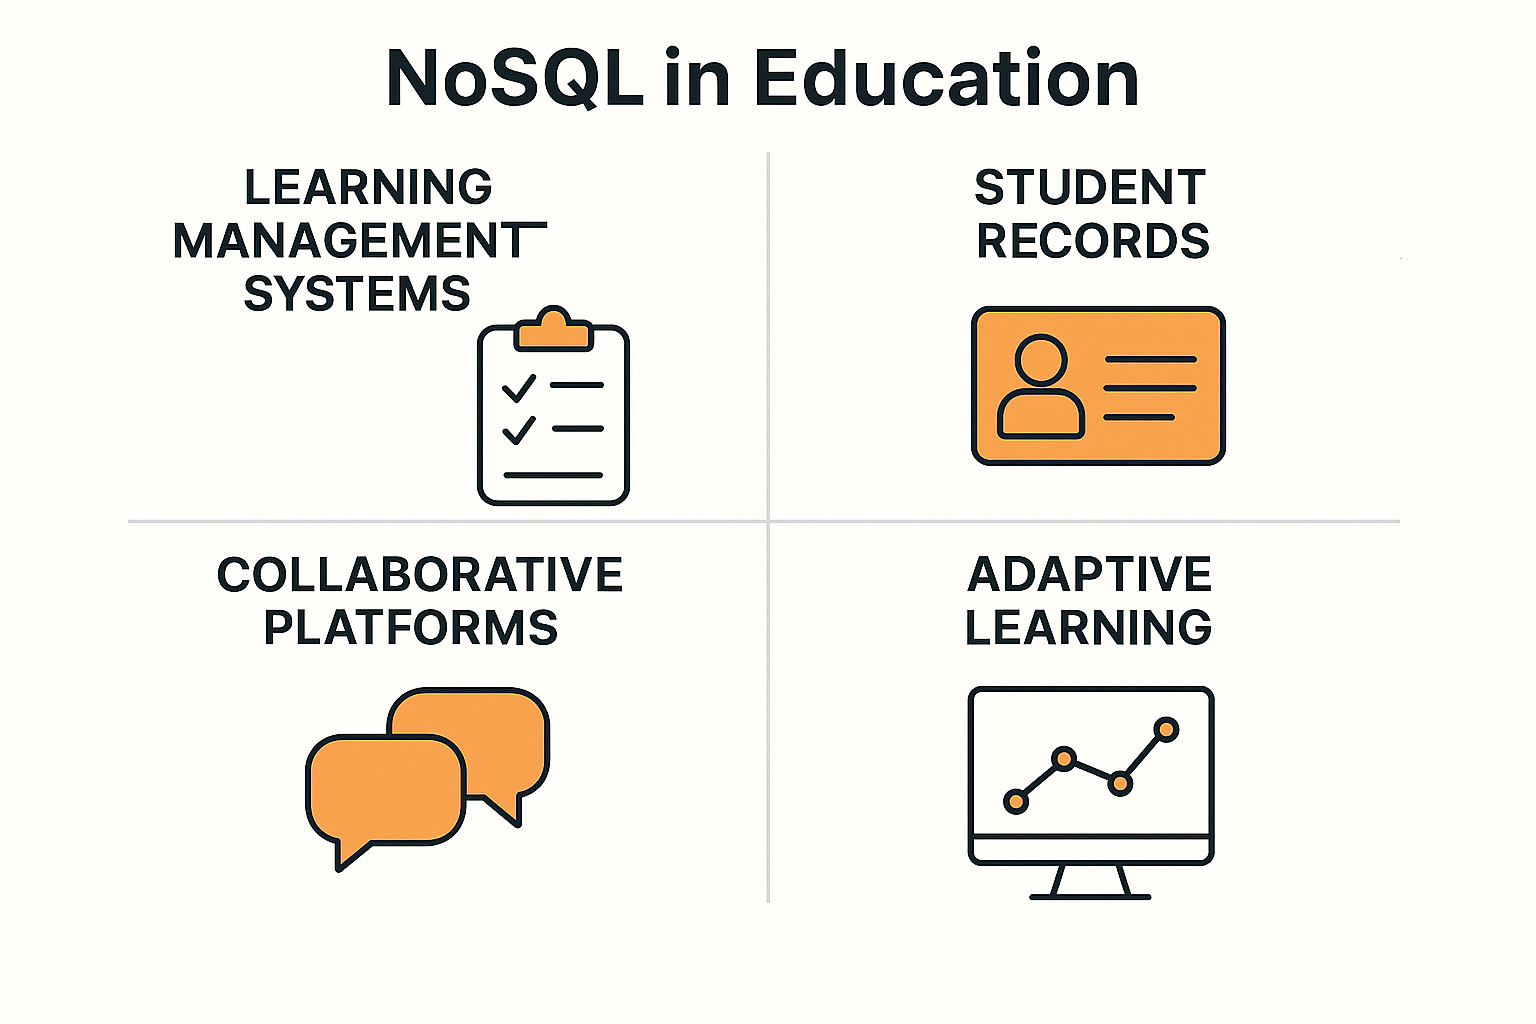 NoSQL in Education
LEARNING
MANAGEMENT
SYSTEMS
STUDENT
RECORDS
COLLABORATIVE
PLATFORMS
ADAPTIVE
LEARNING